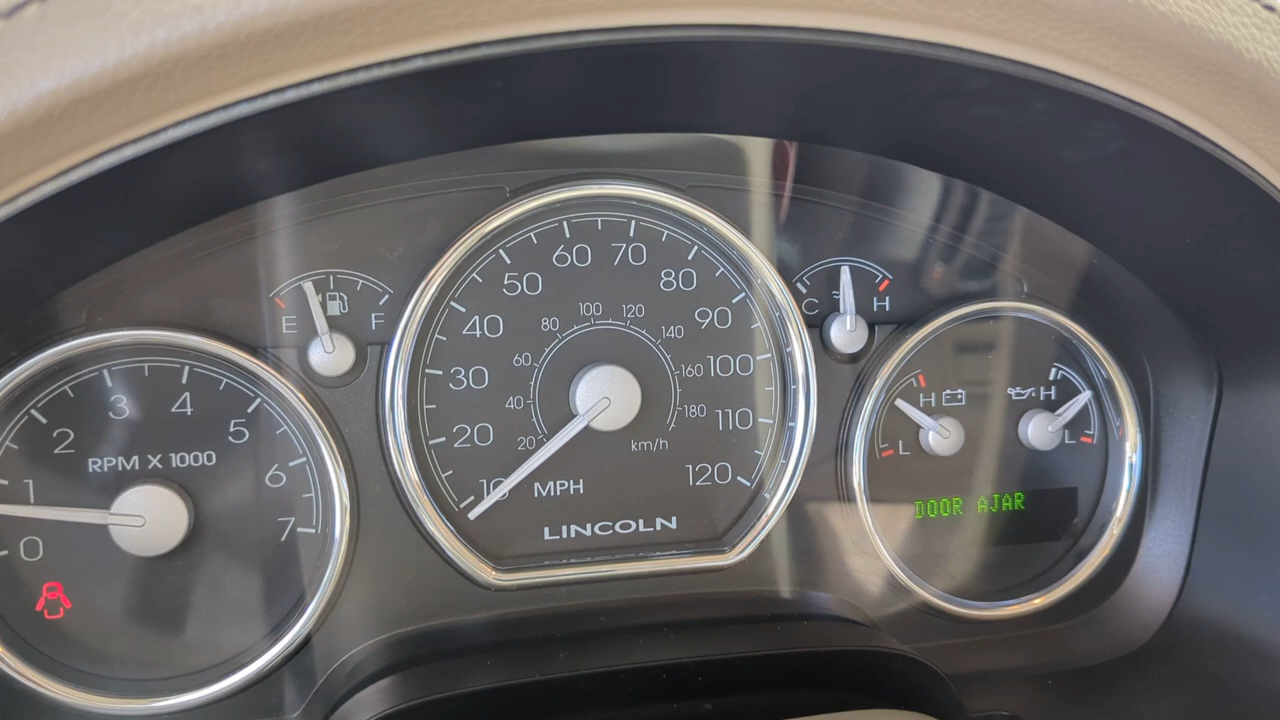 E F
0 1 2 3 4 5 6 7
RPM X 1000
10 20 30 40 50 60 70 80 90 100 110 120
20 40 60 80 100 120 140 160 180
km/h
MPH
LINCOLN
C H
H L
H L
DOOR AJAR